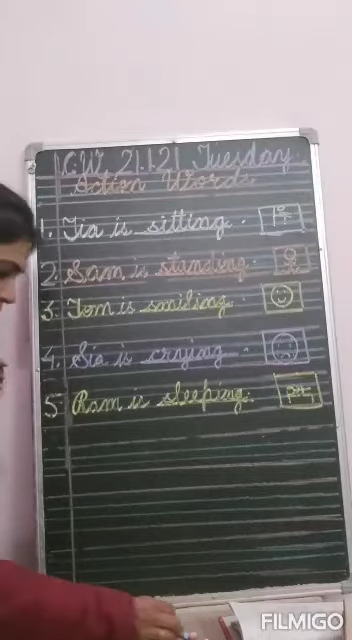 C.W. 21.1.21 Tuesday
Action Words
1. Tia is sitting.
2. Sam is standing.
3. Tom is smiling.
4. Sia is crying.
5. Ram is sleeping.
FILMIGO